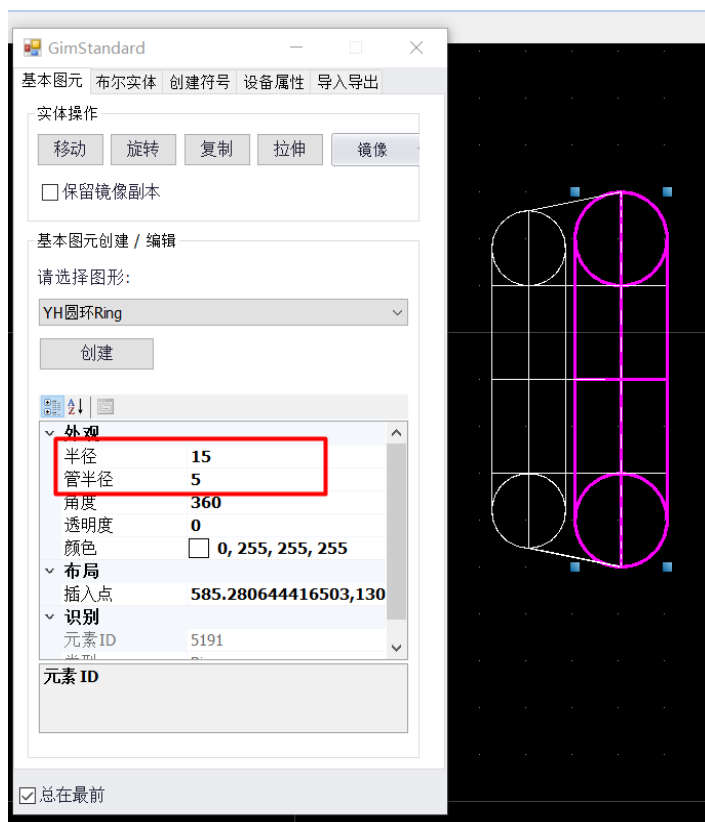 GimStandard
基本图元 布尔实体 创建符号 设备属性 导入导出
实体操作
移动 旋转 复制 拉伸 镜像
保留镜像副本
基本图元创建 / 编辑
请选择图形:
YH圆环Ring
创建
外观
半径 15
管半径 5
角度 360
透明度 0
颜色 0, 255, 255, 255
布局
插入点 585.280644416503,130
识别
元素ID 5191
元素 ID
总在最前